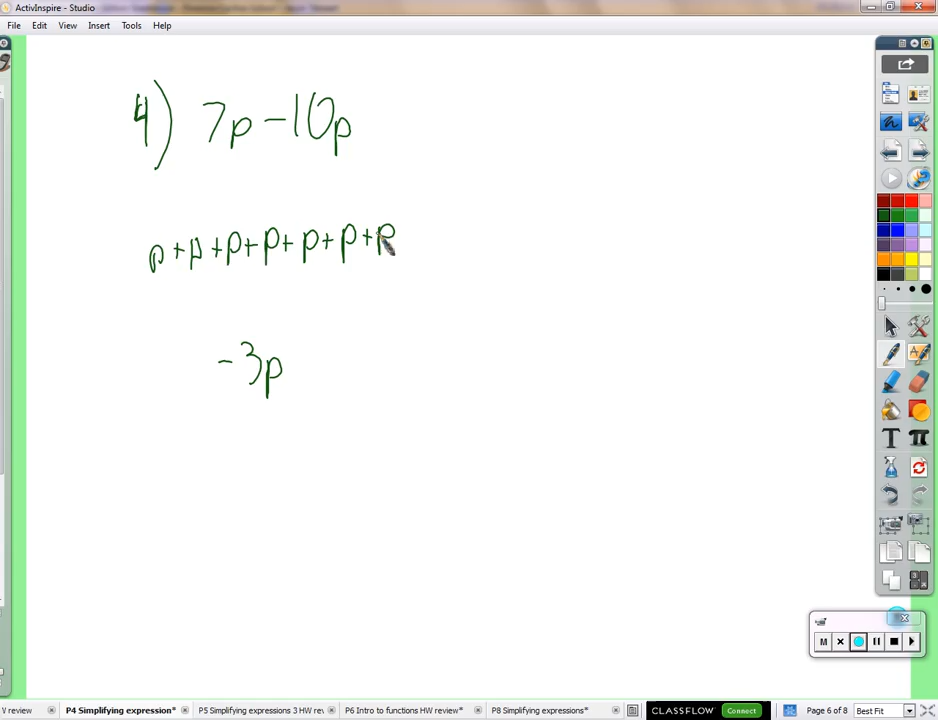 ActivInspire - Studio
File Edit View Insert Tools Help
4) 7p - 10p
p + p + p + p + p + p + p
-3p
M
W review P4 Simplifying expression* P5 Simplifying expressions 3 HW rev P6 Intro to functions HW review* P8 Simplifying expressions* CLASSFLOW Connect Page 6 of 8 Best Fit